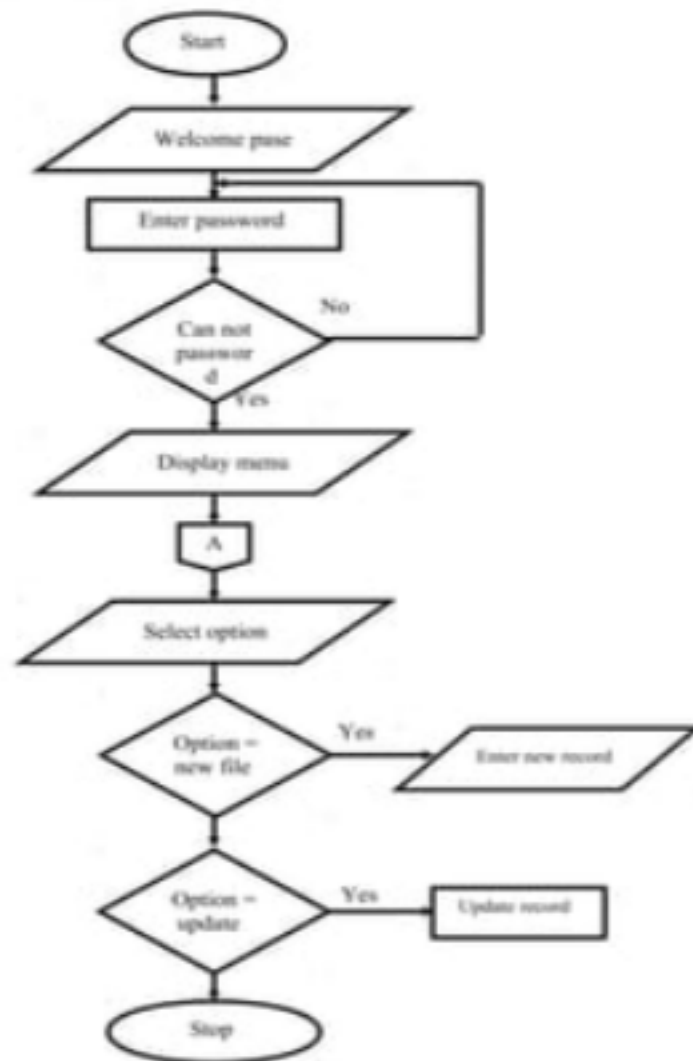 Start
Welcome pase
Enter password
No
Can not
passwor
d
Yes
Display menu
A
Select option
Option =
new file
Yes
Enter new record
Option =
update
Yes
Update record
Stop